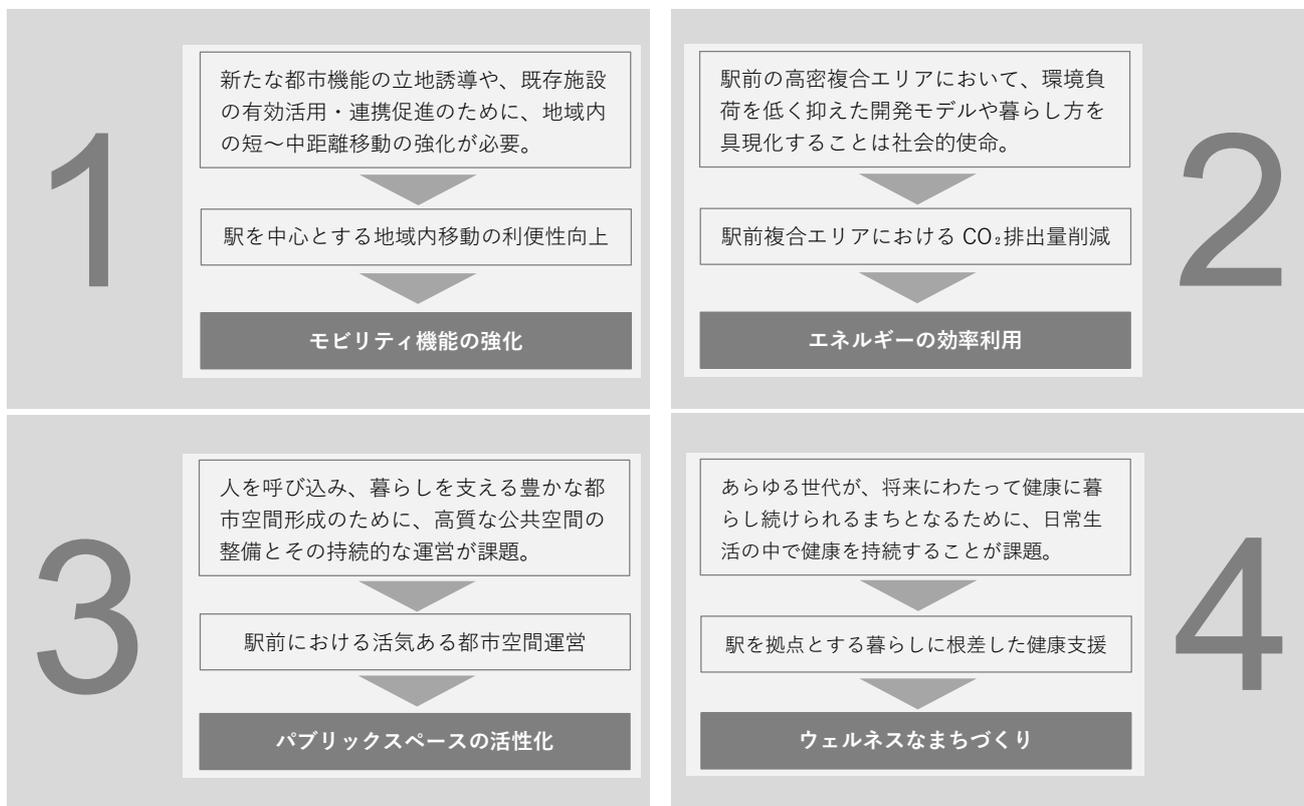 1
新たな都市機能の立地誘導や、既存施設
の有効活用・連携促進のために、地域内
の短～中距離移動の強化が必要。
駅を中心とする地域内移動の利便性向上
モビリティ機能の強化
2
駅前の高密複合エリアにおいて、環境負
荷を低く抑えた開発モデルや暮らし方を
具現化することは社会的使命。
駅前複合エリアにおける CO₂排出量削減
エネルギーの効率利用
3
人を呼び込み、暮らしを支える豊かな都
市空間形成のために、高質な公共空間の
整備とその持続的な運営が課題。
駅前における活気ある都市空間運営
パブリックスペースの活性化
4
あらゆる世代が、将来にわたって健康に暮
らし続けられるまちとなるために、日常生
活の中で健康を持続することが課題。
駅を拠点とする暮らしに根差した健康支援
ウェルネスなまちづくり